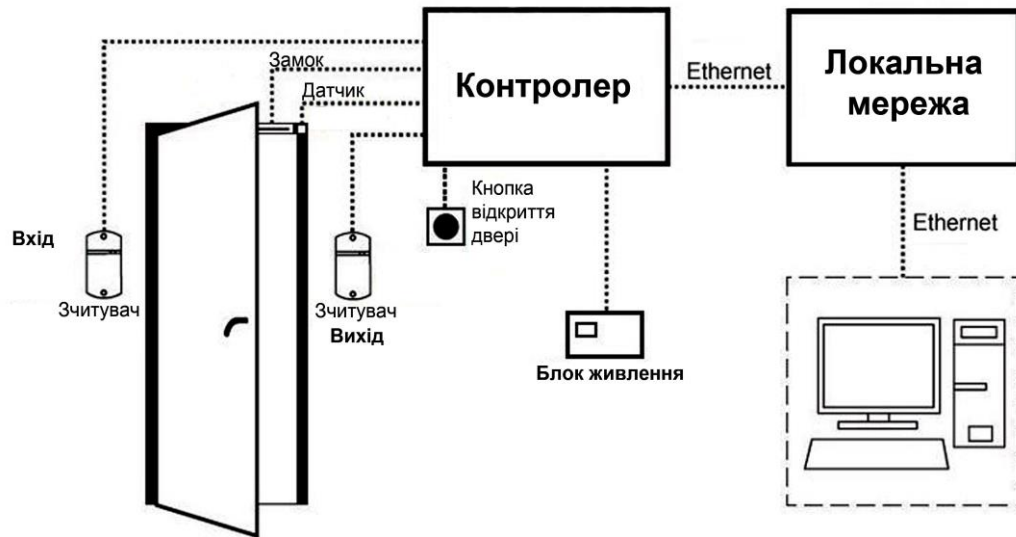 Замок
Датчик
Контролер
Ethernet
Локальна
мережа
Кнопка
відкриття
двері
Вхід
Зчитувач
Зчитувач
Вихід
Ethernet
Блок живлення